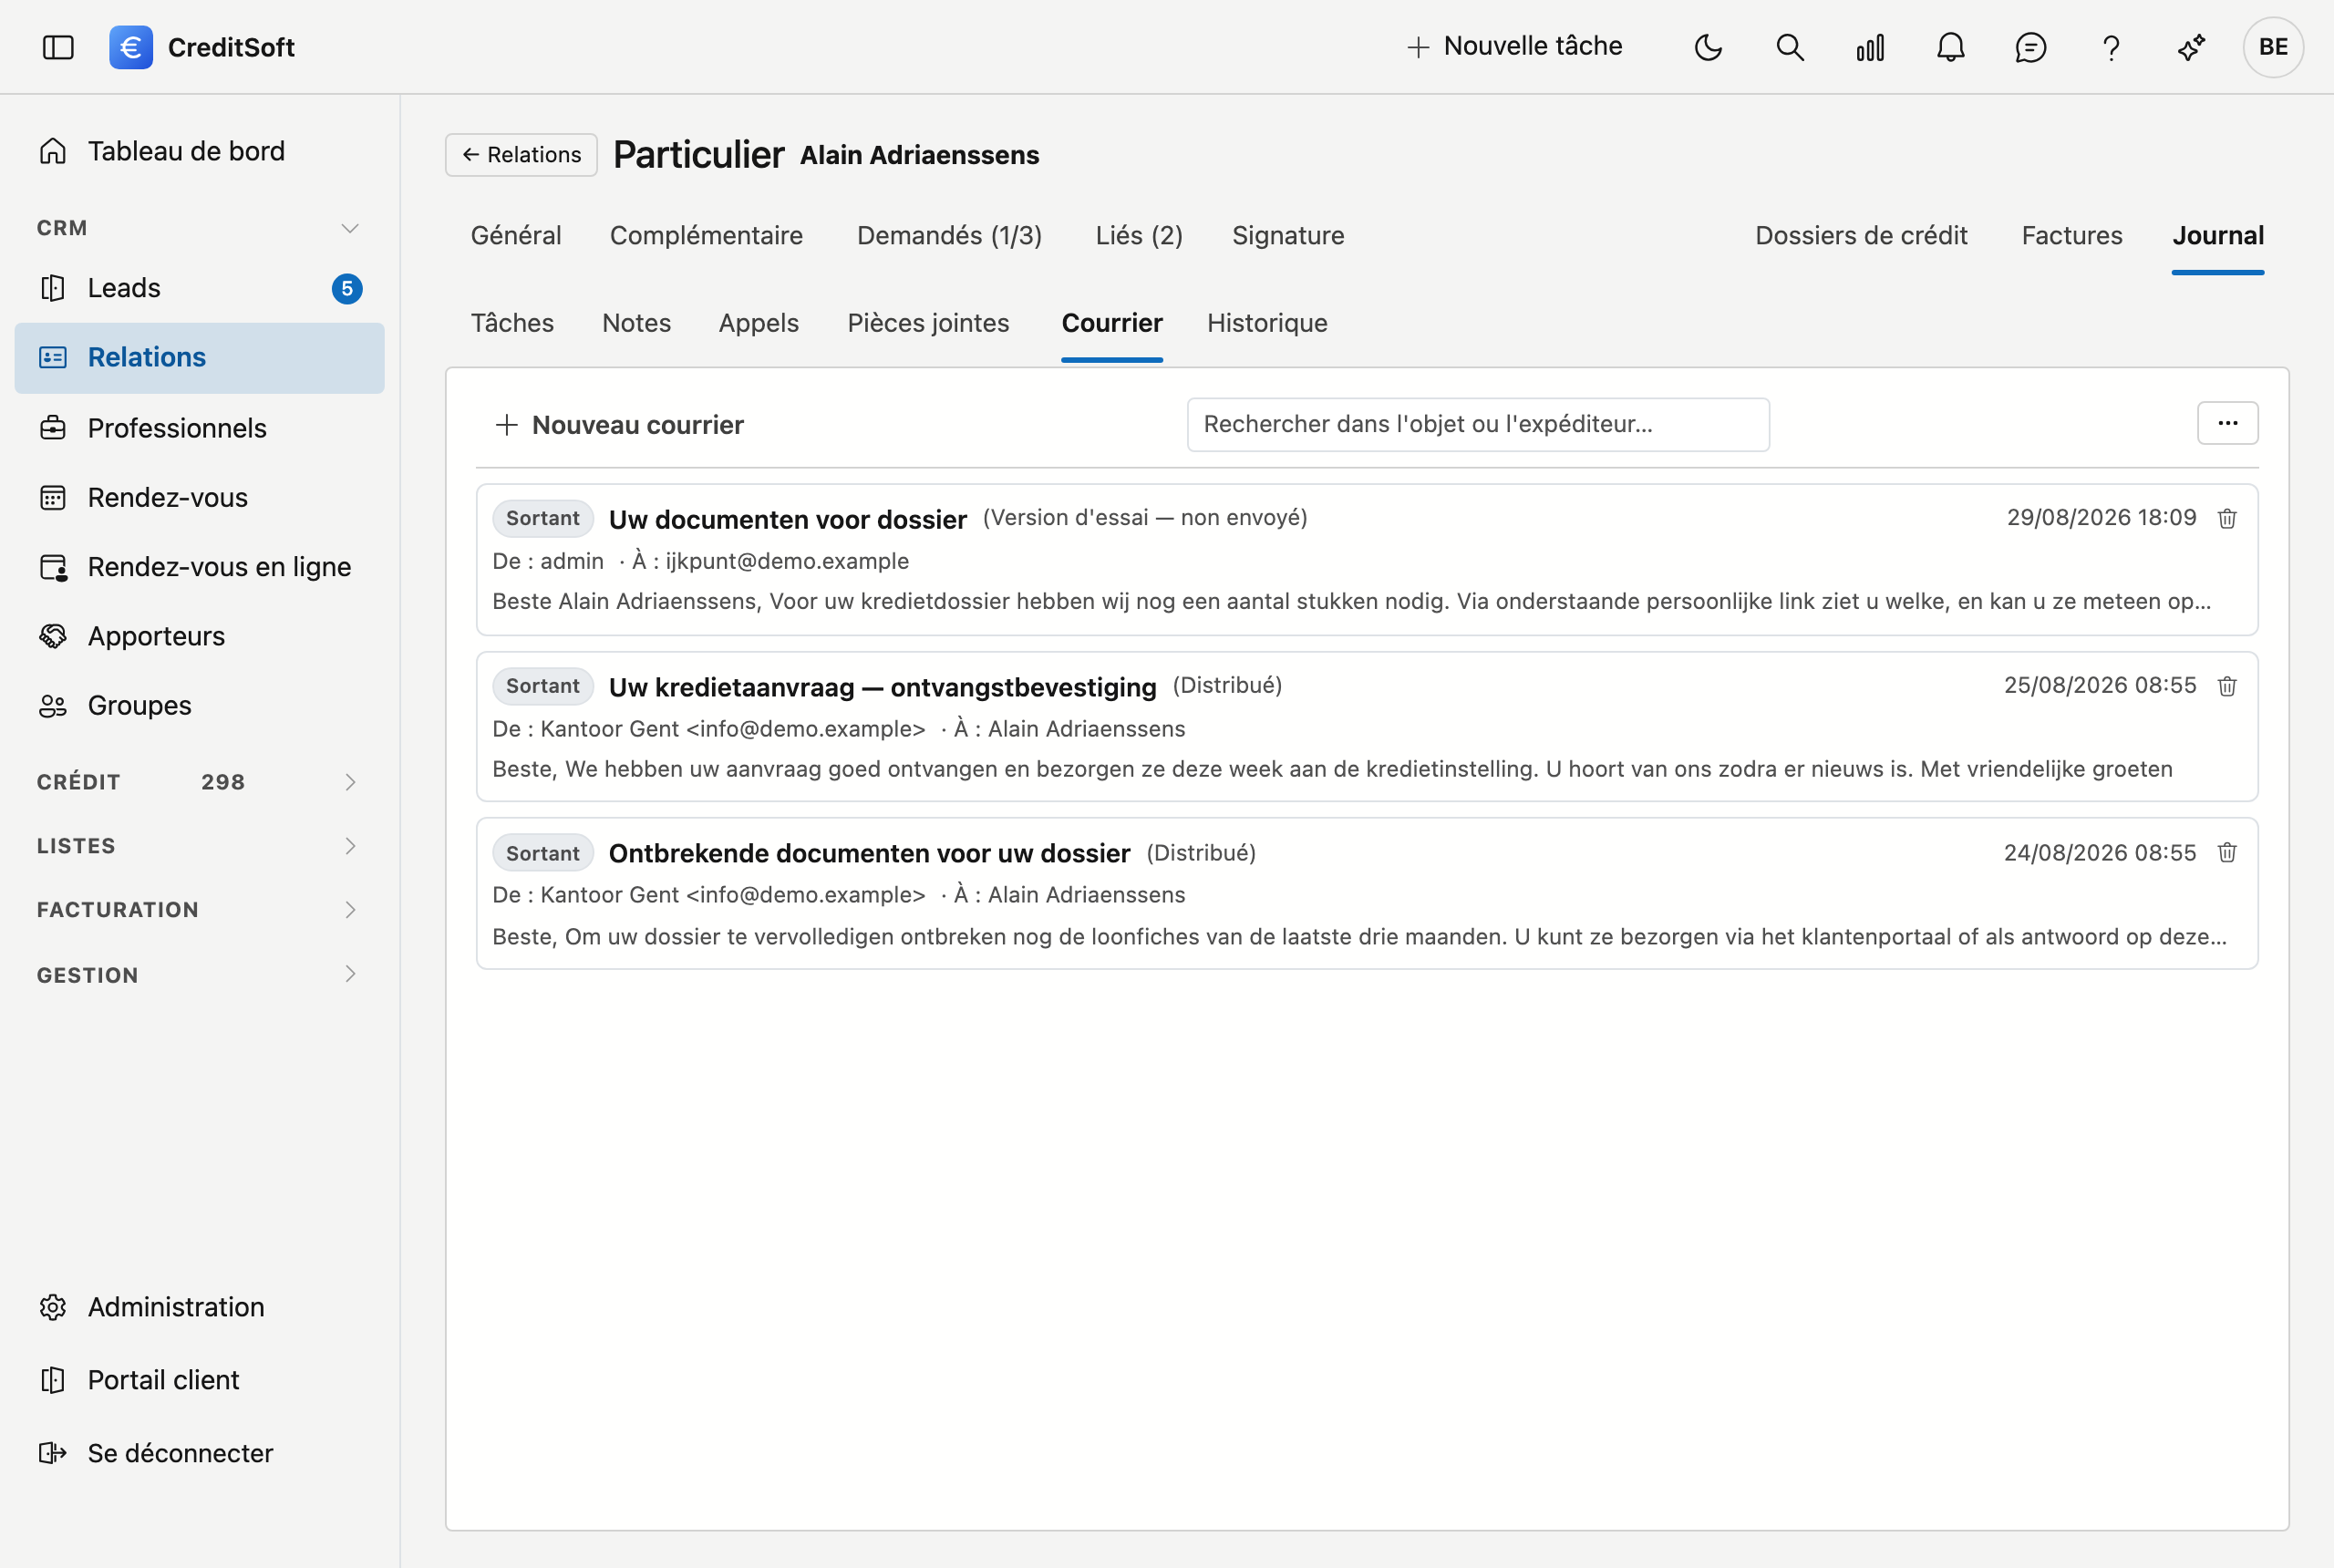 CreditSoft
Nouvelle tâche
BE
Tableau de bord
CRM
Leads 5
Relations
Professionnels
Rendez-vous
Rendez-vous en ligne
Apporteurs
Groupes
CRÉDIT 298
LISTES
FACTURATION
GESTION
Administration
Portail client
Se déconnecter
← Relations Particulier Alain Adriaenssens
Général Complémentaire Demandés (1/3) Liés (2) Signature Dossiers de crédit Factures Journal
Tâches Notes Appels Pièces jointes Courrier Historique
+ Nouveau courrier Rechercher dans l'objet ou l'expéditeur... ...
Sortant Uw documenten voor dossier (Version d'essai — non envoyé) 29/08/2026 18:09
De : admin · À : ijkpunt@demo.example
Beste Alain Adriaenssens, Voor uw kredietdossier hebben wij nog een aantal stukken nodig. Via onderstaande persoonlijke link ziet u welke, en kan u ze meteen op...
Sortant Uw kredietaanvraag — ontvangstbevestiging (Distribué) 25/08/2026 08:55
De : Kantoor Gent <info@demo.example> · À : Alain Adriaenssens
Beste, We hebben uw aanvraag goed ontvangen en bezorgen ze deze week aan de kredietinstelling. U hoort van ons zodra er nieuws is. Met vriendelijke groeten
Sortant Ontbrekende documenten voor uw dossier (Distribué) 24/08/2026 08:55
De : Kantoor Gent <info@demo.example> · À : Alain Adriaenssens
Beste, Om uw dossier te vervolledigen ontbreken nog de loonfiches van de laatste drie maanden. U kunt ze bezorgen via het klantenportaal of als antwoord op deze...